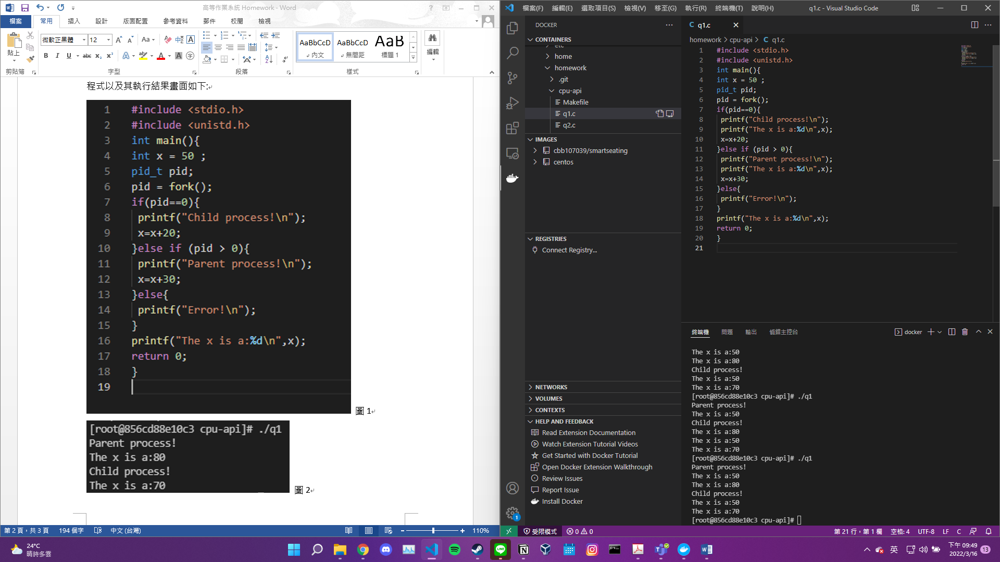 高等作業系統 Homework - Word
檔案 常用 插入 設計 版面配置 參考資料 郵件 校閱 檢視
貼上
微軟正黑體 12
剪貼簿 字型 段落 樣式
AaBbCcD AaBbCcD AaB
內文 無間距 標題 1
編輯
程式以及其執行結果畫面如下:
1 #include <stdio.h>
2 #include <unistd.h>
3 int main(){
4 int x = 50 ;
5 pid_t pid;
6 pid = fork();
7 if(pid==0){
8 printf("Child process!\n");
9 x=x+20;
10 }else if (pid > 0){
11 printf("Parent process!\n");
12 x=x+30;
13 }else{
14 printf("Error!\n");
15 }
16 printf("The x is a:%d\n",x);
17 return 0;
18 }
19
圖 1
[root@856cd88e10c3 cpu-api]# ./q1
Parent process!
The x is a:80
Child process!
The x is a:70
圖 2
第 2 頁，共 3 頁 194 個字 中文 (台灣) 110%
檔案(F) 編輯(E) 選取項目(S) 檢視(V) 移至(G) 執行(R) 終端機(T) 說明(H) q1.c - Visual Studio Code
DOCKER
CONTAINERS
etc
home
homework
.git
cpu-api
Makefile
q1.c
q2.c
IMAGES
cbb107039/smartseating
centos
REGISTRIES
Connect Registry...
NETWORKS
VOLUMES
CONTEXTS
HELP AND FEEDBACK
Read Extension Documentation
Watch Extension Tutorial Videos
Get Started with Docker Tutorial
Open Docker Extension Walkthrough
Review Issues
Report Issue
Install Docker
1
C q1.c
homework > cpu-api > C q1.c
1 #include <stdio.h>
2 #include <unistd.h>
3 int main(){
4 int x = 50 ;
5 pid_t pid;
6 pid = fork();
7 if(pid==0){
8 printf("Child process!\n");
9 printf("The x is a:%d\n",x);
10 x=x+20;
11 }else if (pid > 0){
12 printf("Parent process!\n");
13 printf("The x is a:%d\n",x);
14 x=x+30;
15 }else{
16 printf("Error!\n");
17 }
18 printf("The x is a:%d\n",x);
19 return 0;
20 }
21
終端機 問題 輸出 偵錯主控台 docker
The x is a:50
The x is a:80
Child process!
The x is a:50
The x is a:70
[root@856cd88e10c3 cpu-api]# ./q1
Parent process!
The x is a:50
Child process!
The x is a:80
The x is a:50
The x is a:70
[root@856cd88e10c3 cpu-api]# ./q1
Parent process!
The x is a:50
The x is a:80
Child process!
The x is a:50
The x is a:70
[root@856cd88e10c3 cpu-api]#
受限模式 0 0 第 21 行，第 1 欄 空格: 4 UTF-8 LF C
24°C
晴時多雲
英
下午 09:49
2022/3/16
13